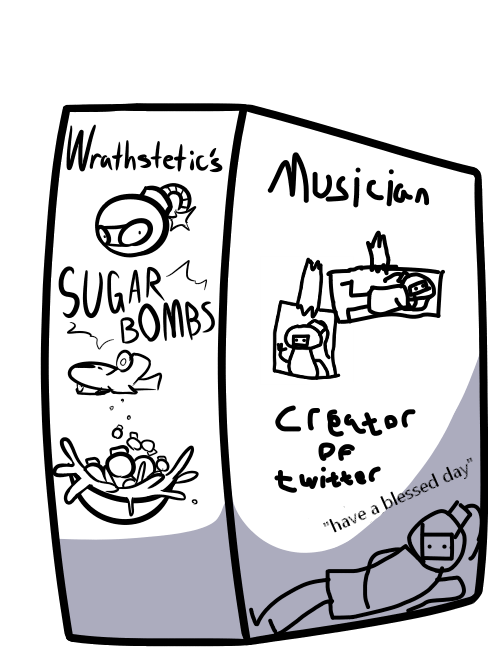 Wrathstetic's
SUGAR
BOMBS
Musician
Creator
OF
twitter
"have a blessed day"